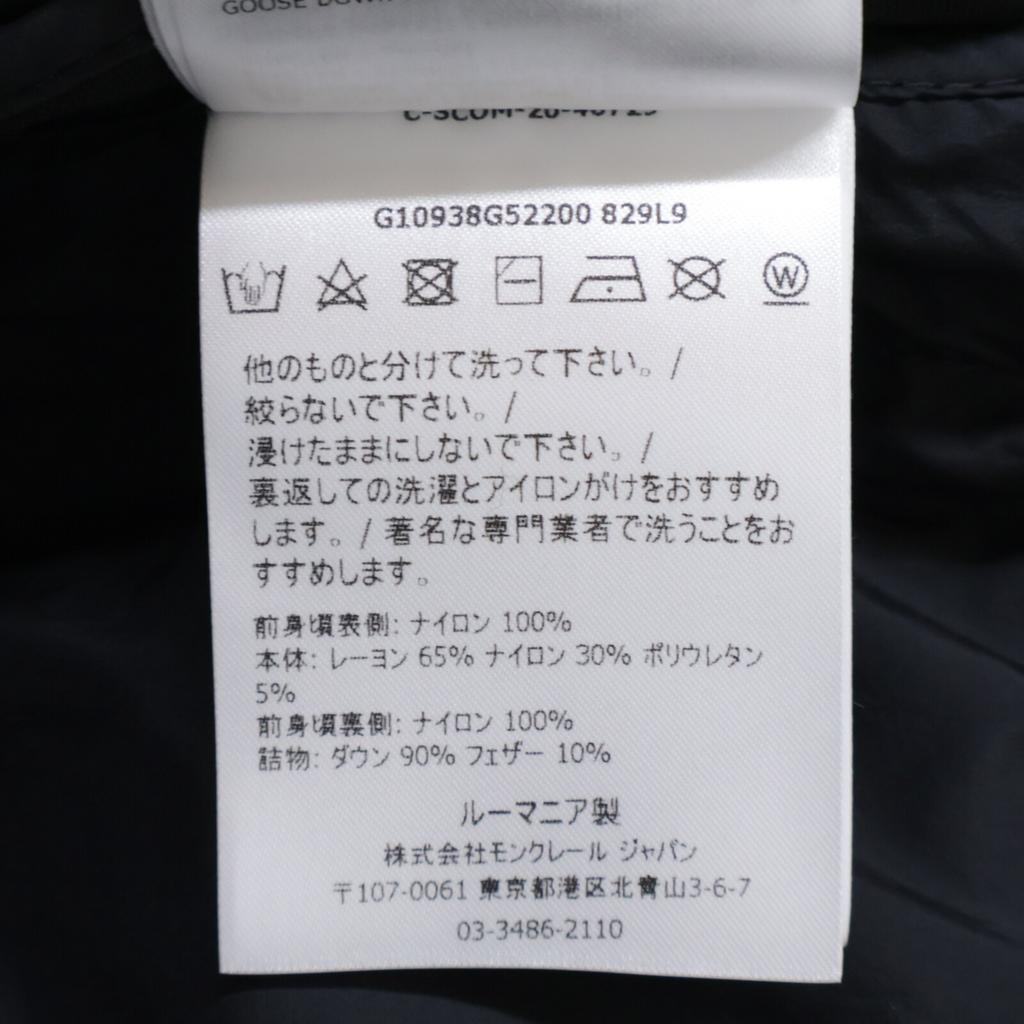 GOOSE DOWN
C-SCOM-20-40729
G10938G52200 829L9
W
他のものと分けて洗って下さい。/
絞らないで下さい。/
浸けたままにしないで下さい。/
裏返しての洗濯とアイロンがけをおすすめ
します。/ 著名な専門業者で洗うことをお
すすめします。
前身頃表側: ナイロン 100%
本体: レーヨン 65% ナイロン 30% ポリウレタン
5%
前身頃裏側: ナイロン 100%
詰物: ダウン 90% フェザー 10%
ルーマニア製
株式会社モンクレール ジャパン
〒107-0061 東京都港区北青山3-6-7
03-3486-2110